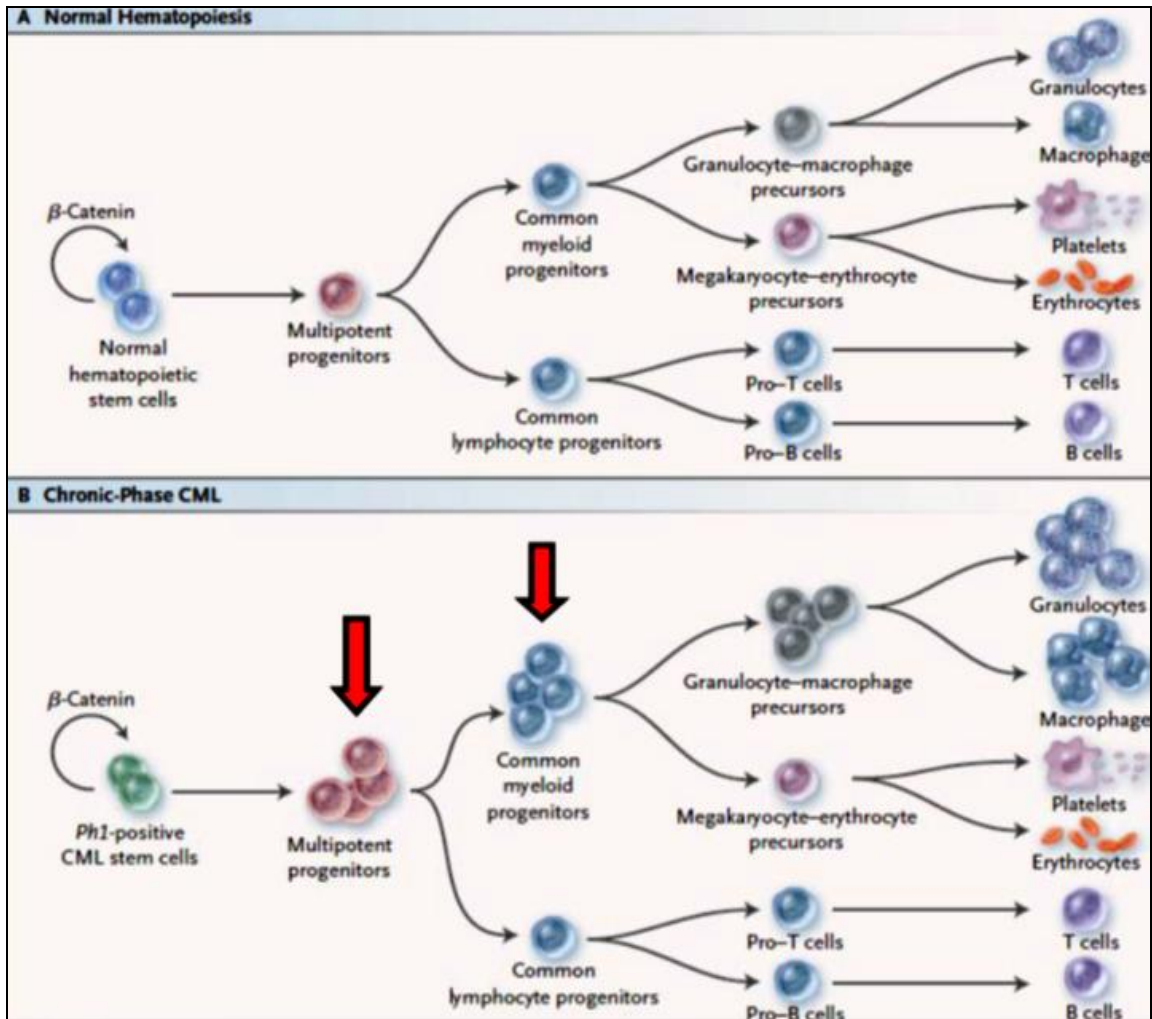 A Normal Hematopoiesis
Granulocytes
Macrophage
Granulocyte–macrophage
precursors
β-Catenin
Common
myeloid
progenitors
Platelets
Megakaryocyte–erythrocyte
precursors
Erythrocytes
Multipotent
progenitors
Normal
hematopoietic
stem cells
Pro–T cells
T cells
Common
lymphocyte progenitors
Pro–B cells
B cells
B Chronic-Phase CML
Granulocytes
Granulocyte–macrophage
precursors
β-Catenin
Macrophage
Common
myeloid
progenitors
Platelets
Megakaryocyte–erythrocyte
precursors
Ph1-positive
CML stem cells
Multipotent
progenitors
Erythrocytes
Pro–T cells
T cells
Common
lymphocyte progenitors
Pro–B cells
B cells